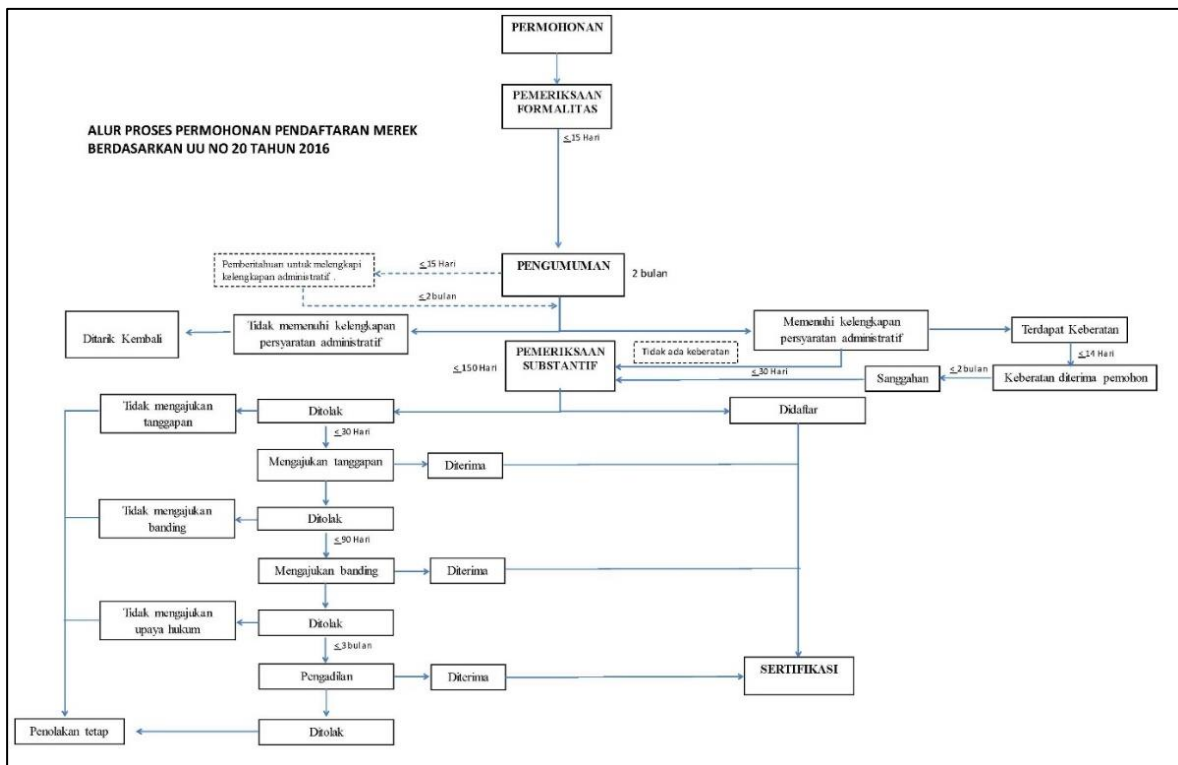 PERMOHONAN
PEMERIKSAAN
FORMALITAS
ALUR PROSES PERMOHONAN PENDAFTARAN MEREK
BERDASARKAN UU NO 20 TAHUN 2016
≤15 Hari
Pemberitahuan untuk melengkapi
kelengkapan administratif .
≤15 Hari
PENGUMUMAN
2 bulan
≤2 bulan
Ditarik Kembali
Tidak memenuhi kelengkapan
persyaratan administratif
Memenuhi kelengkapan
persyaratan administratif
Terdapat Keberatan
PEMERIKSAAN
SUBSTANTIF
Tidak ada keberatan
≤14 Hari
≤150 Hari
≤30 Hari
Sanggahan
≤2 bulan
Keberatan diterima pemohon
Tidak mengajukan
tanggapan
Ditolak
Didaftar
≤30 Hari
Mengajukan tanggapan
Diterima
Tidak mengajukan
banding
Ditolak
≤90 Hari
Mengajukan banding
Diterima
Tidak mengajukan
upaya hukum
Ditolak
≤3 bulan
Pengadilan
Diterima
SERTIFIKASI
Penolakan tetap
Ditolak